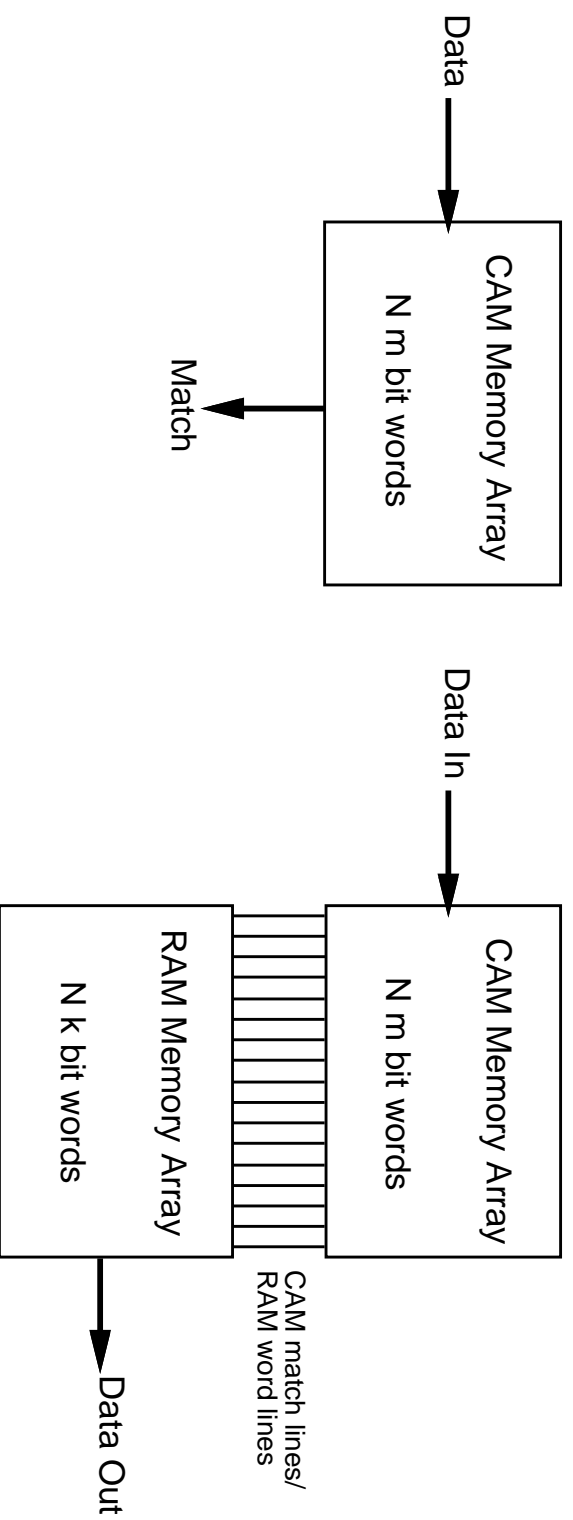 Data
CAM Memory Array
N m bit words
Match
Data In
CAM Memory Array
N m bit words
CAM match lines/
RAM word lines
RAM Memory Array
N k bit words
Data Out